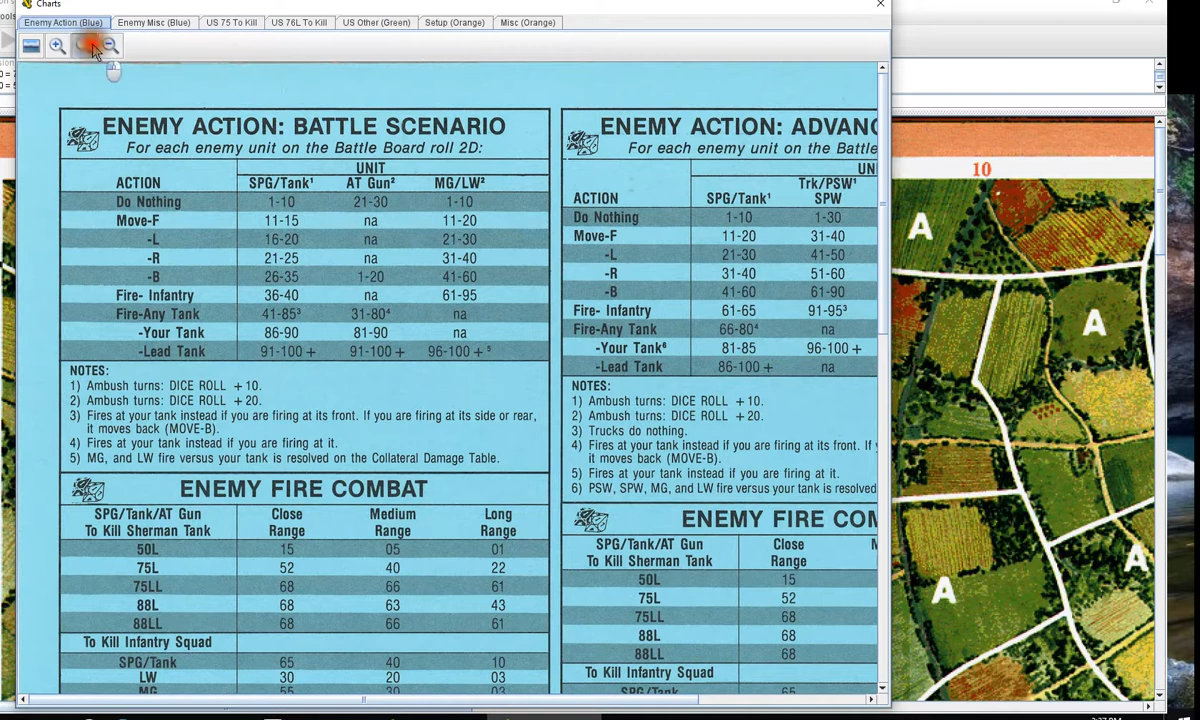 Charts
Enemy Action (Blue) Enemy Misc (Blue) US 75 To Kill US 76L To Kill US Other (Green) Setup (Orange) Misc (Orange)
ENEMY ACTION: BATTLE SCENARIO
For each enemy unit on the Battle Board roll 2D:
UNIT
ACTION SPG/Tank¹ AT Gun² MG/LW²
Do Nothing 1-10 21-30 1-10
Move-F 11-15 na 11-20
-L 16-20 na 21-30
-R 21-25 na 31-40
-B 26-35 1-20 41-60
Fire- Infantry 36-40 na 61-95
Fire-Any Tank 41-85³ 31-80⁴ na
-Your Tank 86-90 81-90 na
-Lead Tank 91-100 + 91-100 + 96-100 + ⁵
NOTES:
1) Ambush turns: DICE ROLL +10.
2) Ambush turns: DICE ROLL +20.
3) Fires at your tank instead if you are firing at its front. If you are firing at its side or rear,
it moves back (MOVE-B).
4) Fires at your tank instead if you are firing at it.
5) MG, and LW fire versus your tank is resolved on the Collateral Damage Table.
ENEMY FIRE COMBAT
SPG/Tank/AT Gun Close Medium Long
To Kill Sherman Tank Range Range Range
50L 15 05 01
75L 52 40 22
75LL 68 66 61
88L 68 63 43
88LL 68 66 61
To Kill Infantry Squad
SPG/Tank 65 40 10
LW 30 20 03
MG 55 30 03
ENEMY ACTION:
For each enemy unit on the Battle
Trk/PSW¹
ACTION SPG/Tank¹ SPW
Do Nothing 1-10 1-30
Move-F 11-20 31-40
-L 21-30 41-50
-R 31-40 51-60
-B 41-60 61-90
Fire- Infantry 61-65 91-95³
Fire-Any Tank 66-80⁴ na
-Your Tank⁶ 81-85 96-100 +
-Lead Tank 86-100 + na
NOTES:
1) Ambush turns: DICE ROLL +10.
2) Ambush turns: DICE ROLL +20.
3) Trucks do nothing.
4) Fires at your tank instead if you are firing at its front. If
it moves back (MOVE-B).
5) Fires at your tank instead if you are firing at it.
6) PSW, SPW, MG, and LW fire versus your tank is resolved
ENEMY FIRE
SPG/Tank/AT Gun Close
To Kill Sherman Tank Range
50L 15
75L 52
75LL 68
88L 68
88LL 68
To Kill Infantry Squad
SPG/Tank 65
10
A
A
A
A